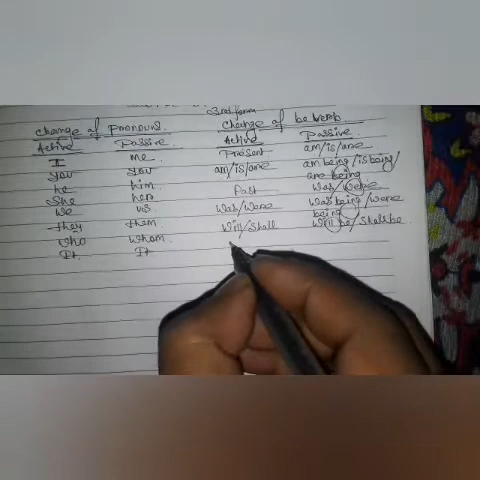 3rd form
change of pronouns. Change of be verb
Active Passive Active Passive
I me. Present am/is/are
you you am/is/are am being/is being/
are being
he him Past was/were
She her was/were was being/were
being
we us will/shall will be/shall be
they them
who whom.
It It